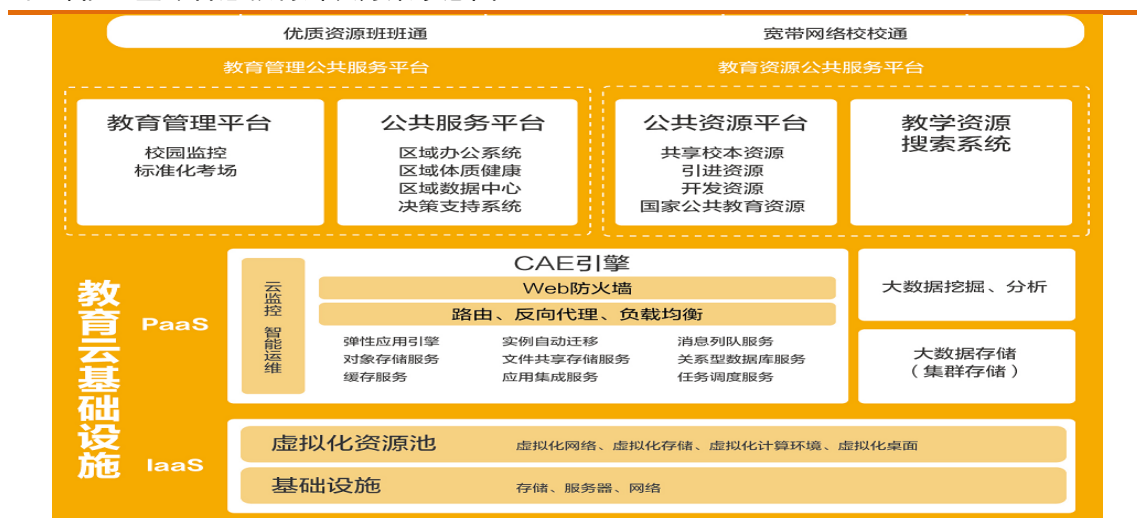 优质资源班班通
宽带网络校校通
教育管理公共服务平台
教育资源公共服务平台
教育管理平台
校园监控
标准化考场
公共服务平台
区域办公系统
区域体质健康
区域数据中心
决策支持系统
公共资源平台
共享校本资源
引进资源
开发资源
国家公共教育资源
教学资源
搜索系统
教育云基础设施
PaaS
云监控 智能运维
CAE引擎
Web防火墙
路由、反向代理、负载均衡
弹性应用引擎
实例自动迁移
消息列队服务
对象存储服务
文件共享存储服务
关系型数据库服务
缓存服务
应用集成服务
任务调度服务
大数据挖掘、分析
大数据存储
（集群存储）
IaaS
虚拟化资源池
虚拟化网络、虚拟化存储、虚拟化计算环境、虚拟化桌面
基础设施
存储、服务器、网络